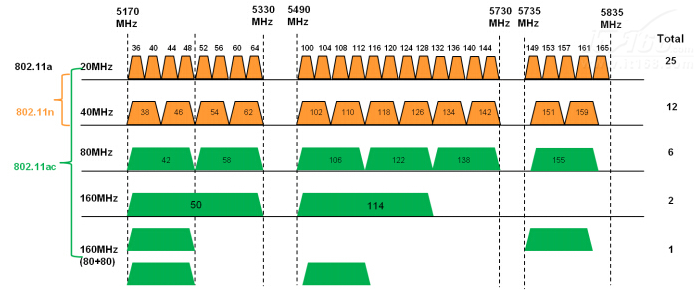 5170 MHz 5330 MHz 5490 MHz 5730 MHz 5735 MHz 5835 MHz
Total
36 40 44 48 52 56 60 64 100 104 108 112 116 120 124 128 132 136 140 144 149 153 157 161 165
802.11a 20MHz 25
802.11n 40MHz 38 46 54 62 102 110 118 126 134 142 151 159 12
802.11ac 80MHz 42 58 106 122 138 155 6
160MHz 50 114 2
160MHz (80+80) 1